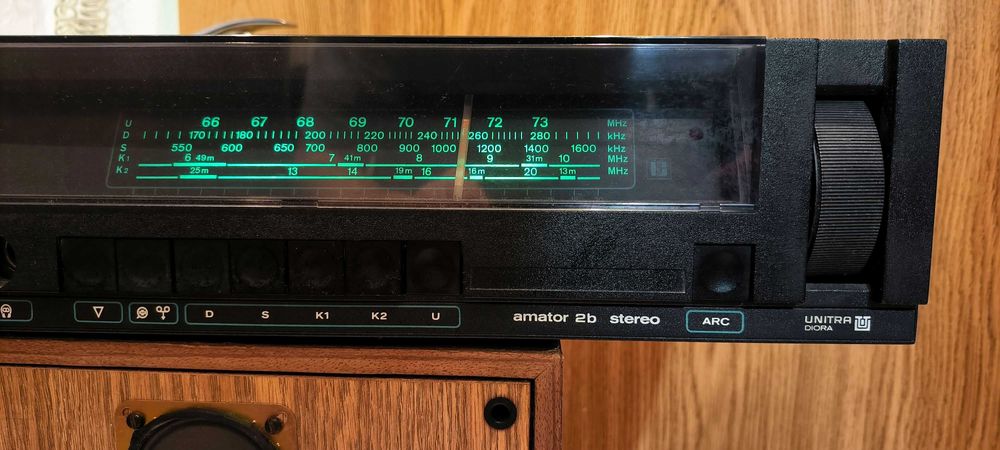 U 66 67 68 69 70 71 72 73 MHz
D 170 180 200 220 240 260 280 kHz
S 550 600 650 700 800 900 1000 1200 1400 1600 kHz
K1 6 49m 7 41m 8 9 31m 10 MHz
K2 25m 13 14 19m 16 16m 20 13m MHz
D S K1 K2 U amator 2b stereo ARC UNITRA
DIORA